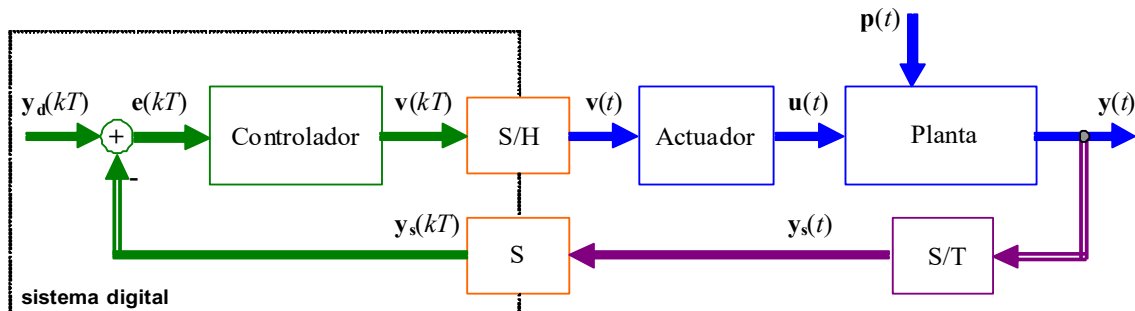 p(t)
y_d(kT)
e(kT)
v(kT)
v(t)
u(t)
y(t)
+
Controlador
S/H
Actuador
Planta
-
y_s(kT)
y_s(t)
S
S/T
sistema digital